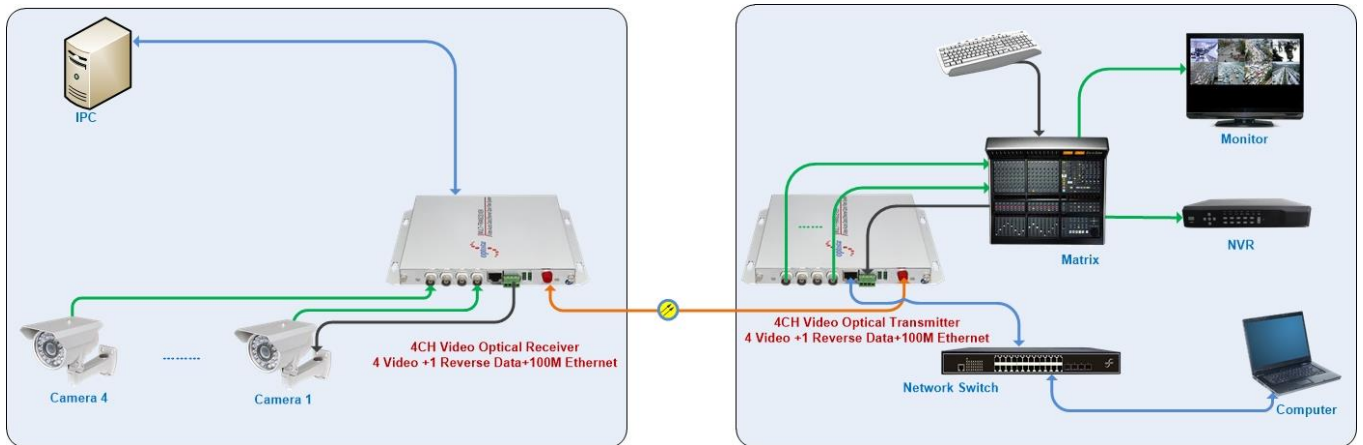 IPC
Monitor
Matrix
NVR
4CH Video Optical Receiver
4 Video +1 Reverse Data+100M Ethernet
4CH Video Optical Transmitter
4 Video +1 Reverse Data+100M Ethernet
.........
Camera 4
Camera 1
......
Network Switch
Computer